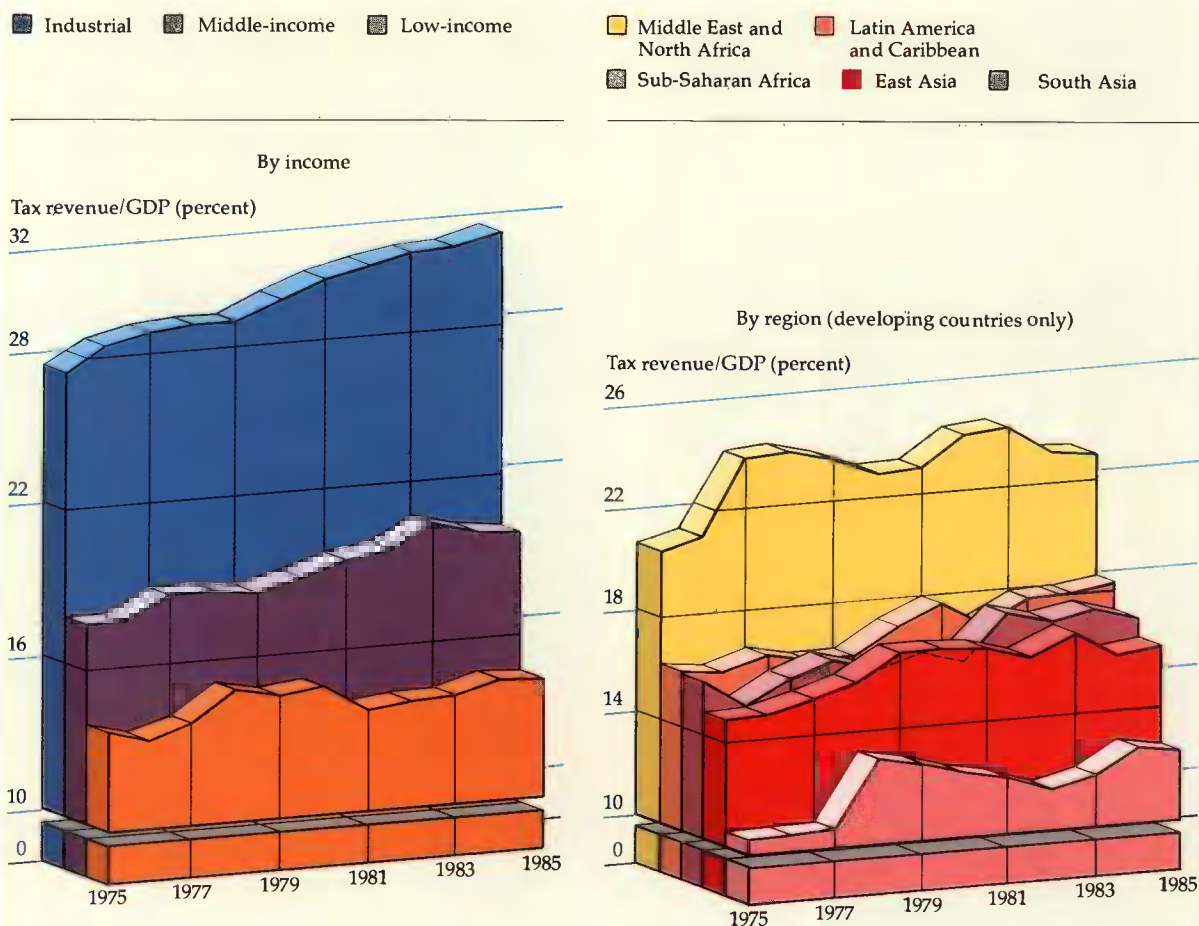 Industrial Middle-income Low-income
By income
Tax revenue/GDP (percent)
32
28
22
16
10
0
1975 1977 1979 1981 1983 1985
Middle East and
North Africa
Latin America
and Caribbean
Sub-Saharan Africa East Asia South Asia
By region (developing countries only)
Tax revenue/GDP (percent)
26
22
18
14
10
0
1975 1977 1979 1981 1983 1985